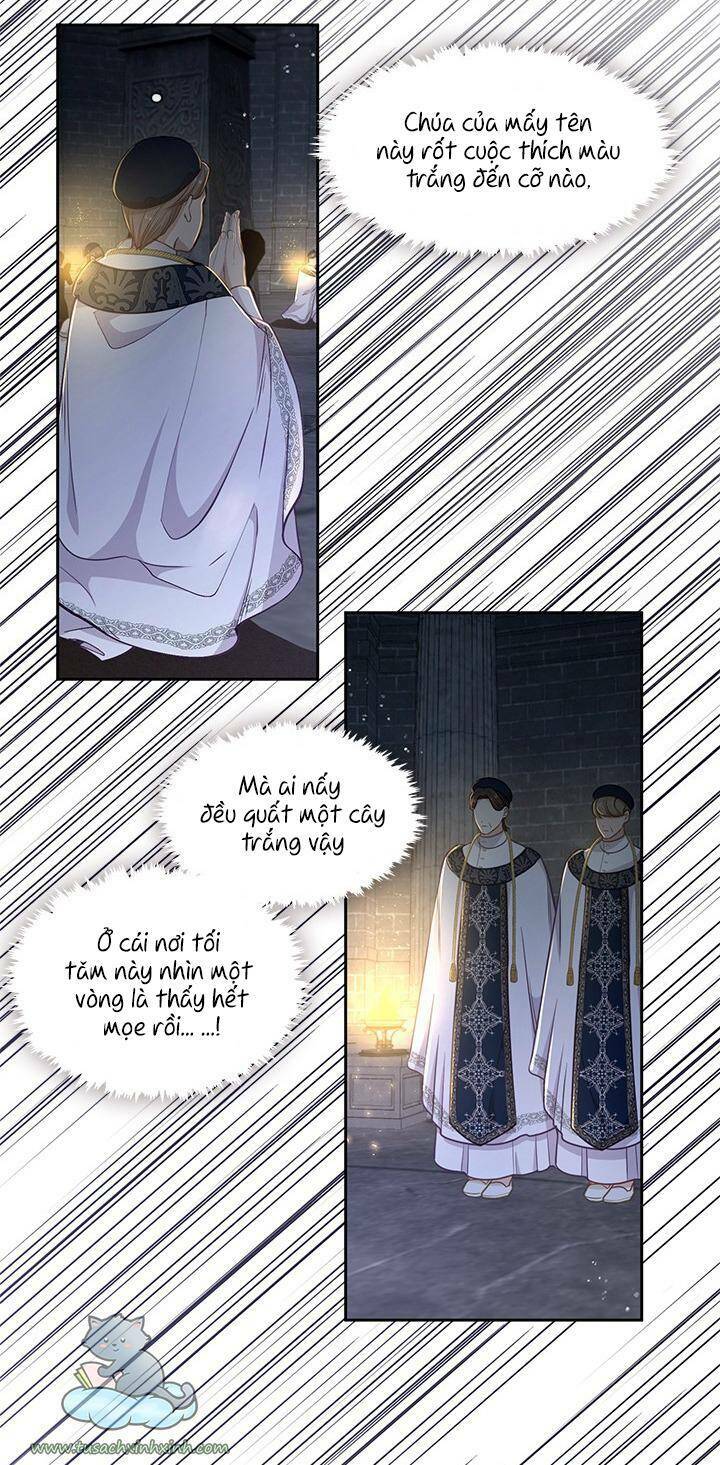 Chúa của mấy tên
này rốt cuộc thích màu
trắng đến cỡ nào,
Mà ai nấy
đều quất một cây
trắng vậy
Ở cái nơi tối
tăm này nhìn một
vòng là thấy hết
mọe rồi... ...!
www.tusachxinhxinh.com